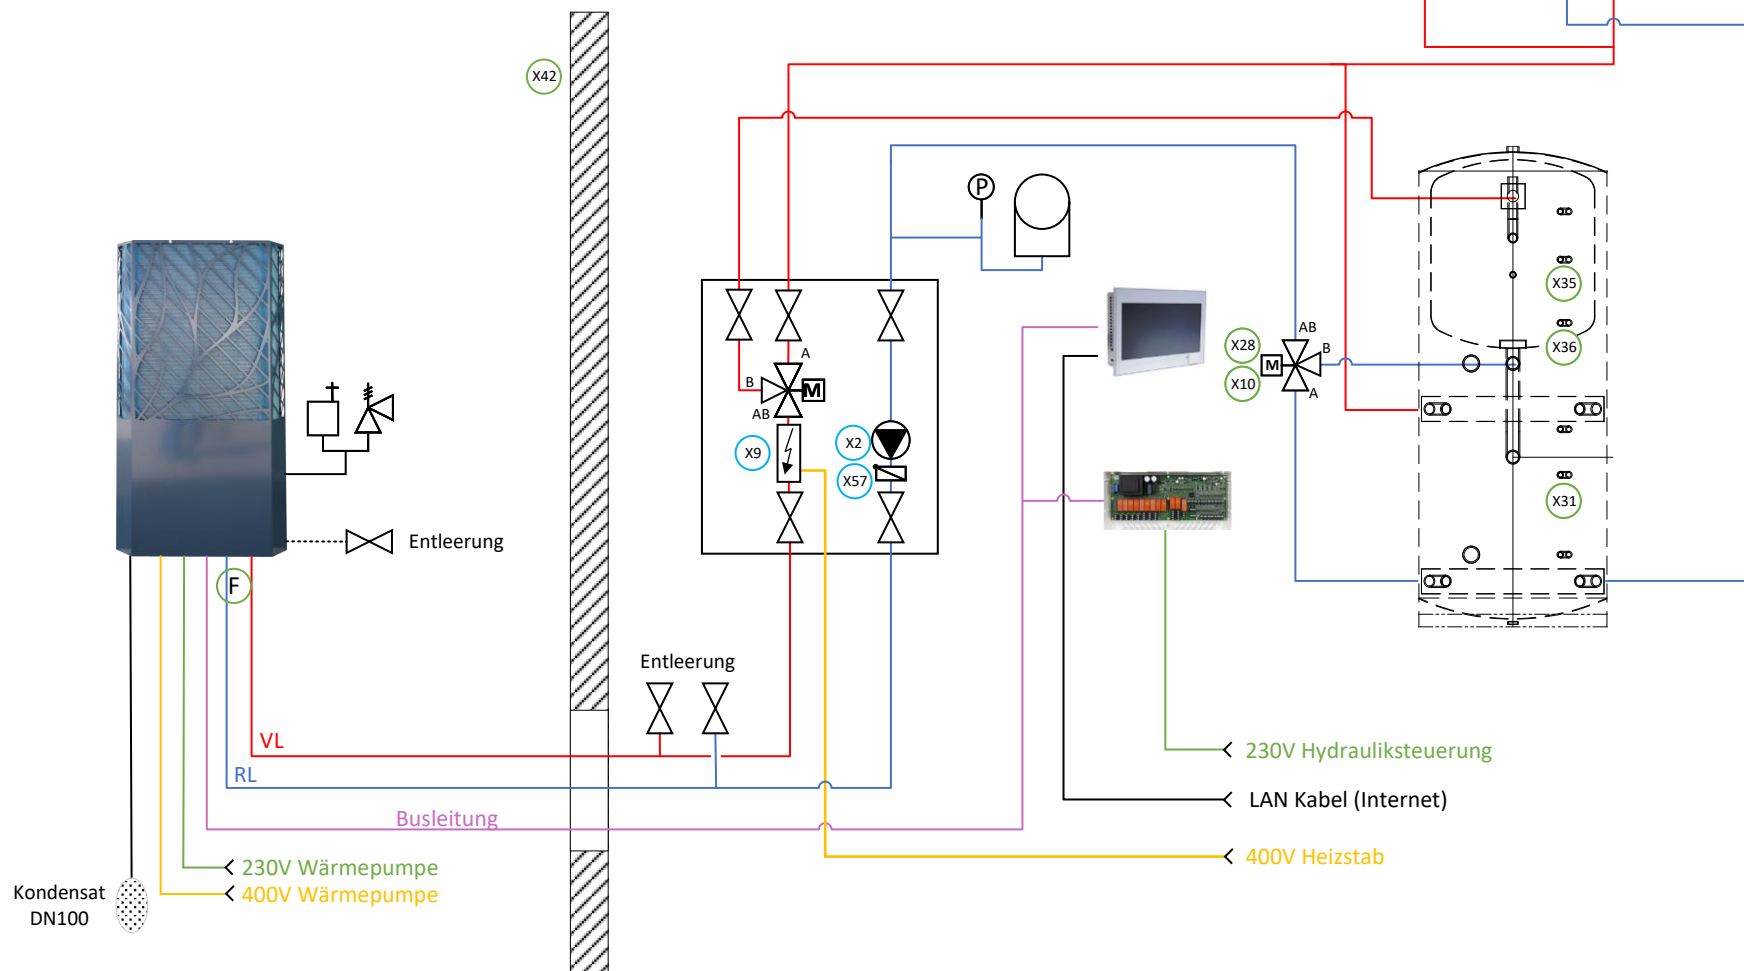 X42
P
X35
AB
X28
B
X36
M
X10
A
A
B
M
AB
X9
X2
X57
X31
Entleerung
F
Entleerung
VL
RL
230V Hydrauliksteuerung
LAN Kabel (Internet)
Busleitung
400V Heizstab
230V Wärmepumpe
400V Wärmepumpe
Kondensat
DN100